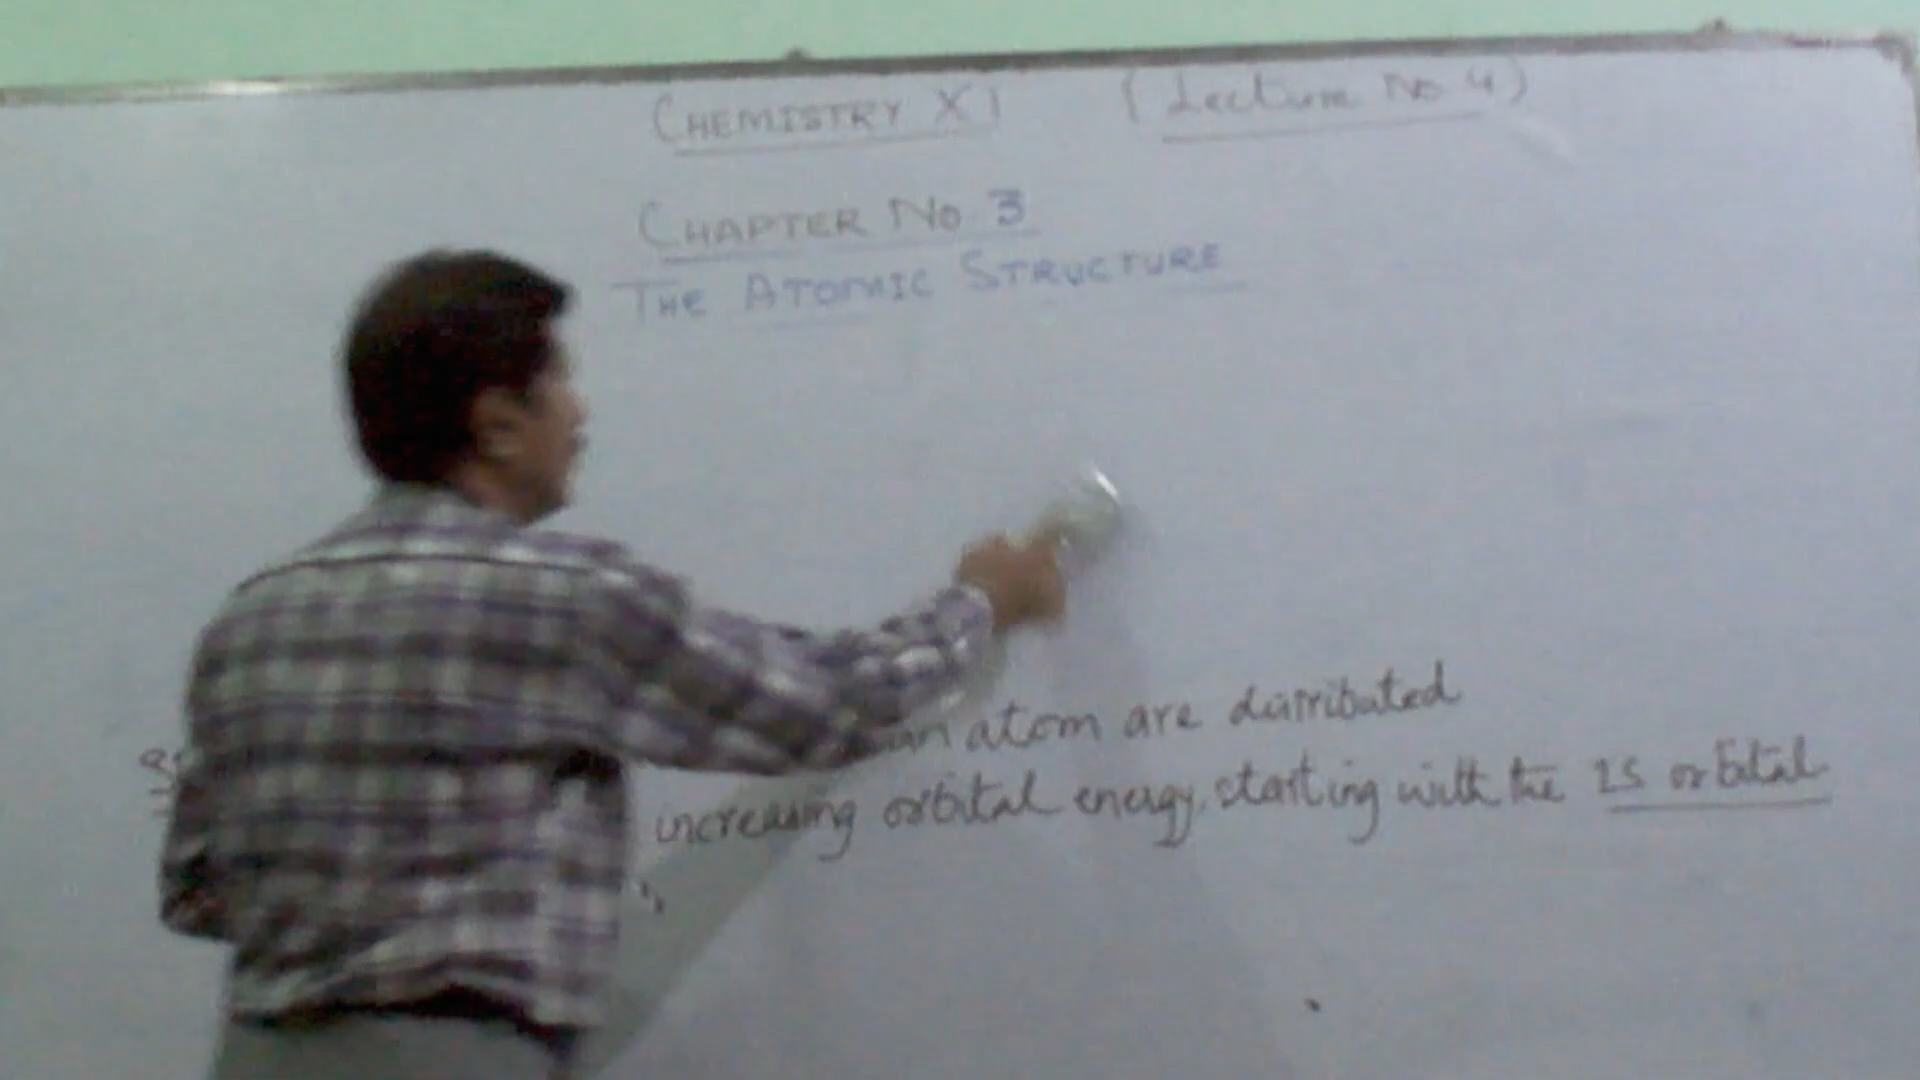 CHEMISTRY XI (Lecture No 4)
CHAPTER No 3
THE ATOMIC STRUCTURE
an atom are distributed
increasing orbital energy, starting with the 1S orbital